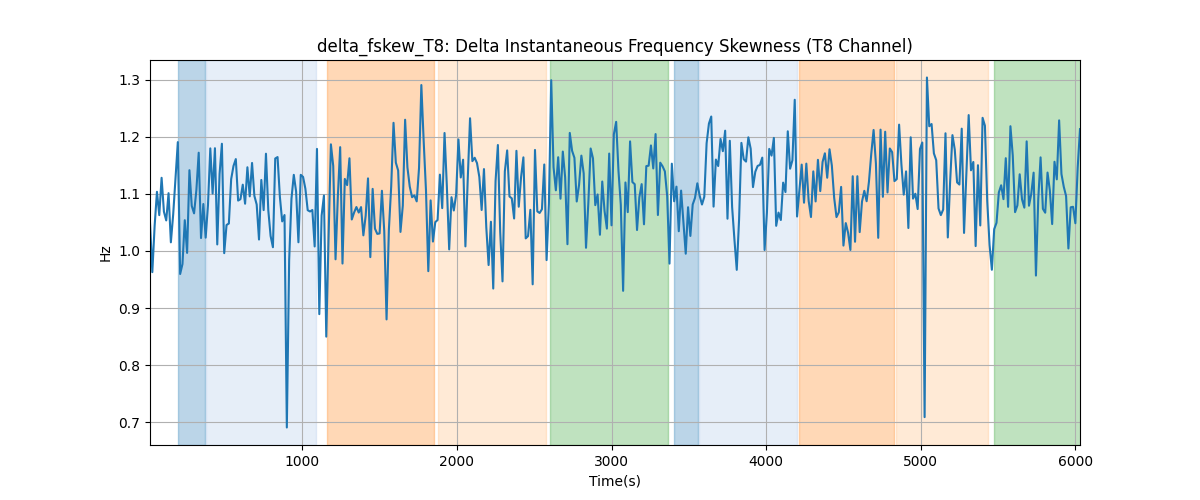 delta_fskew_T8: Delta Instantaneous Frequency Skewness (T8 Channel)
1.3
1.2
1.1
1.0
0.9
0.8
0.7
Hz
1000 2000 3000 4000 5000 6000
Time(s)